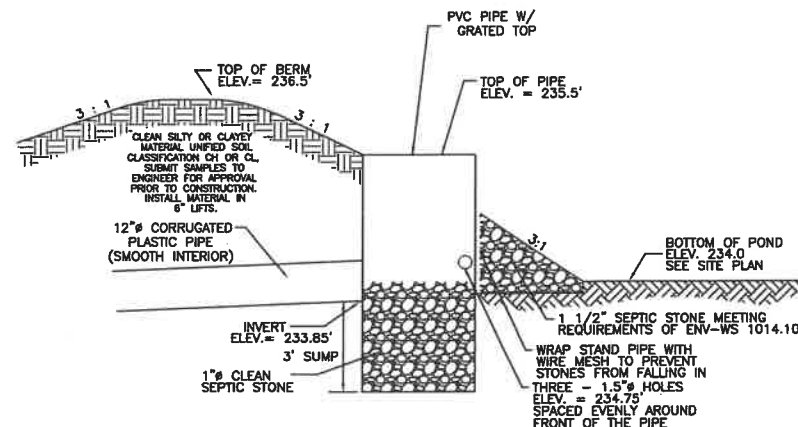 PVC PIPE W/
GRATED TOP
TOP OF BERM
ELEV.= 236.5'
TOP OF PIPE
ELEV. = 235.5'
3 : 1
3 : 1
CLEAN SILTY OR CLAYEY
MATERIAL UNIFIED SOIL
CLASSIFICATION CH OR CL,
SUBMIT SAMPLES TO
ENGINEER FOR APPROVAL
PRIOR TO CONSTRUCTION.
INSTALL MATERIAL IN
6" LIFTS.
12"ø CORRUGATED
PLASTIC PIPE
(SMOOTH INTERIOR)
3:1
BOTTOM OF POND
ELEV. 234.0
SEE SITE PLAN
INVERT
ELEV.= 233.85'
3' SUMP
1"ø CLEAN
SEPTIC STONE
1 1/2" SEPTIC STONE MEETING
REQUIREMENTS OF ENV-WS 1014.10
WRAP STAND PIPE WITH
WIRE MESH TO PREVENT
STONES FROM FALLING IN
THREE - 1.5"ø HOLES
ELEV. = 234.75'
SPACED EVENLY AROUND
FRONT OF THE PIPE